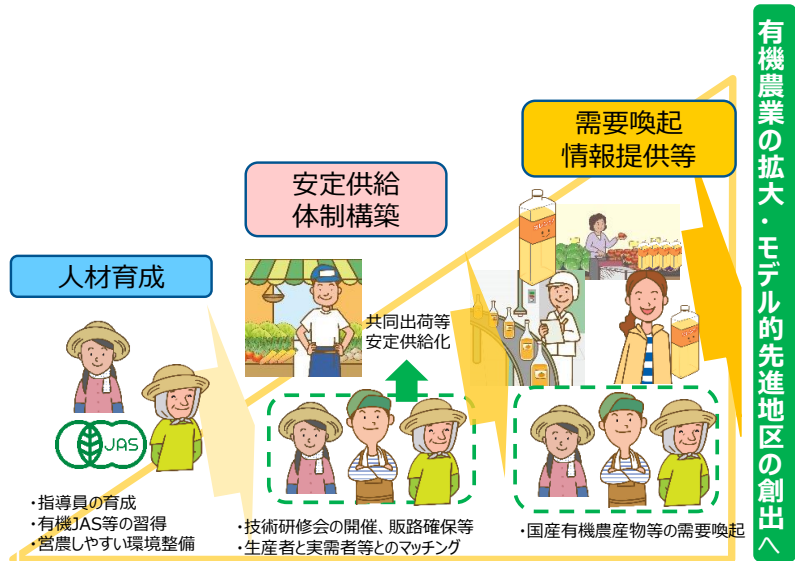 人材育成
JAS
・指導員の育成
・有機JAS等の習得
・営農しやすい環境整備
安定供給
体制構築
共同出荷等
安定供給化
・技術研修会の開催、販路確保等
・生産者と実需者等とのマッチング
需要喚起
情報提供等
・国産有機農産物等の需要喚起
有機農業の拡大・モデル的先進地区の創出へ